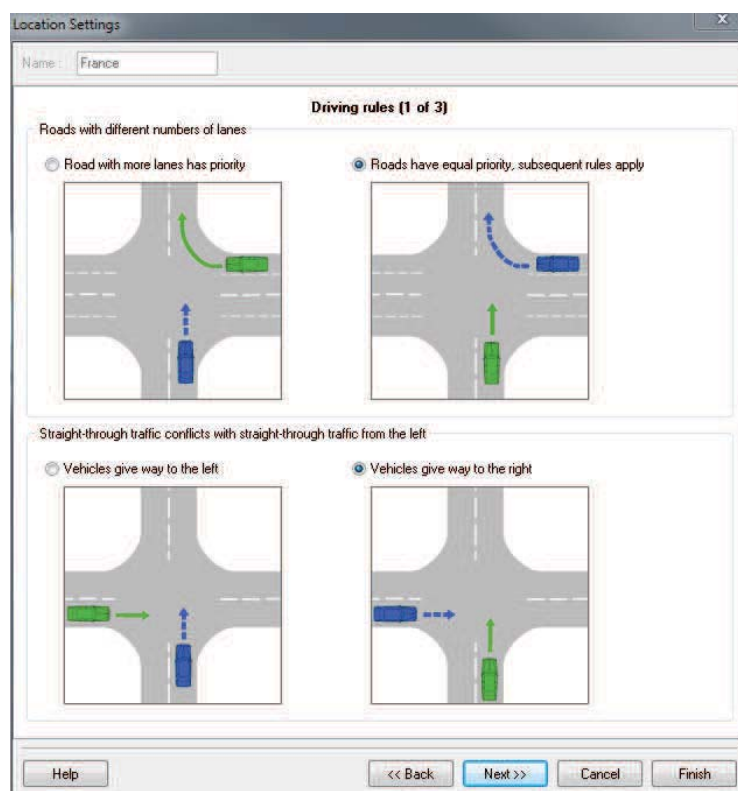 Location Settings
Name : France
Driving rules (1 of 3)
Roads with different numbers of lanes
Road with more lanes has priority
Roads have equal priority, subsequent rules apply
Straight-through traffic conflicts with straight-through traffic from the left
Vehicles give way to the left
Vehicles give way to the right
Help
<< Back
Next >>
Cancel
Finish